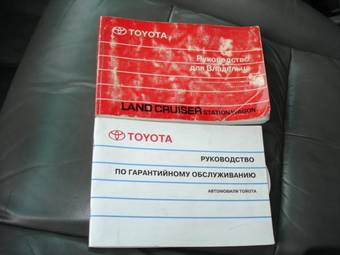 TOYOTA
Руководство
для Владельца
LAND CRUISER STATION WAGON
TOYOTA
РУКОВОДСТВО
ПО ГАРАНТИЙНОМУ ОБСЛУЖИВАНИЮ
АВТОМОБИЛИ TOYOTA